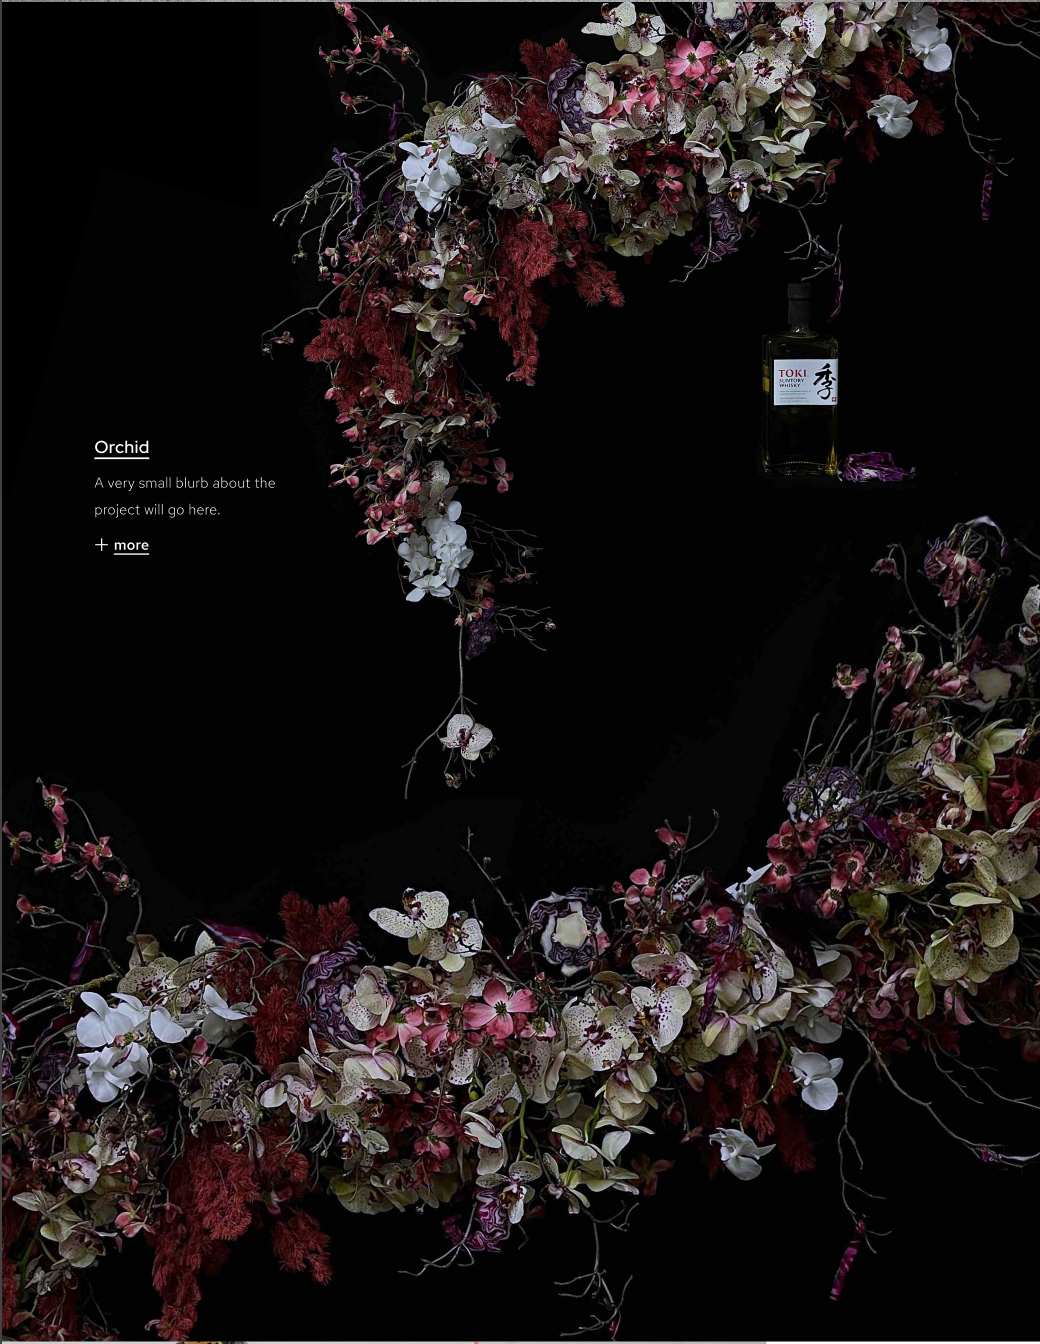 TOKI
SUNTORY
WHISKY
季
Orchid
A very small blurb about the
project will go here.
+ more